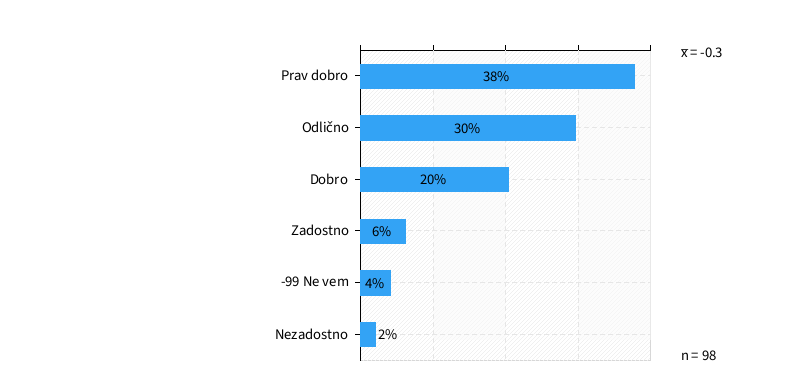 x̅ = -0.3
Prav dobro 38%
Odlično 30%
Dobro 20%
Zadostno 6%
-99 Ne vem 4%
Nezadostno 2%
n = 98